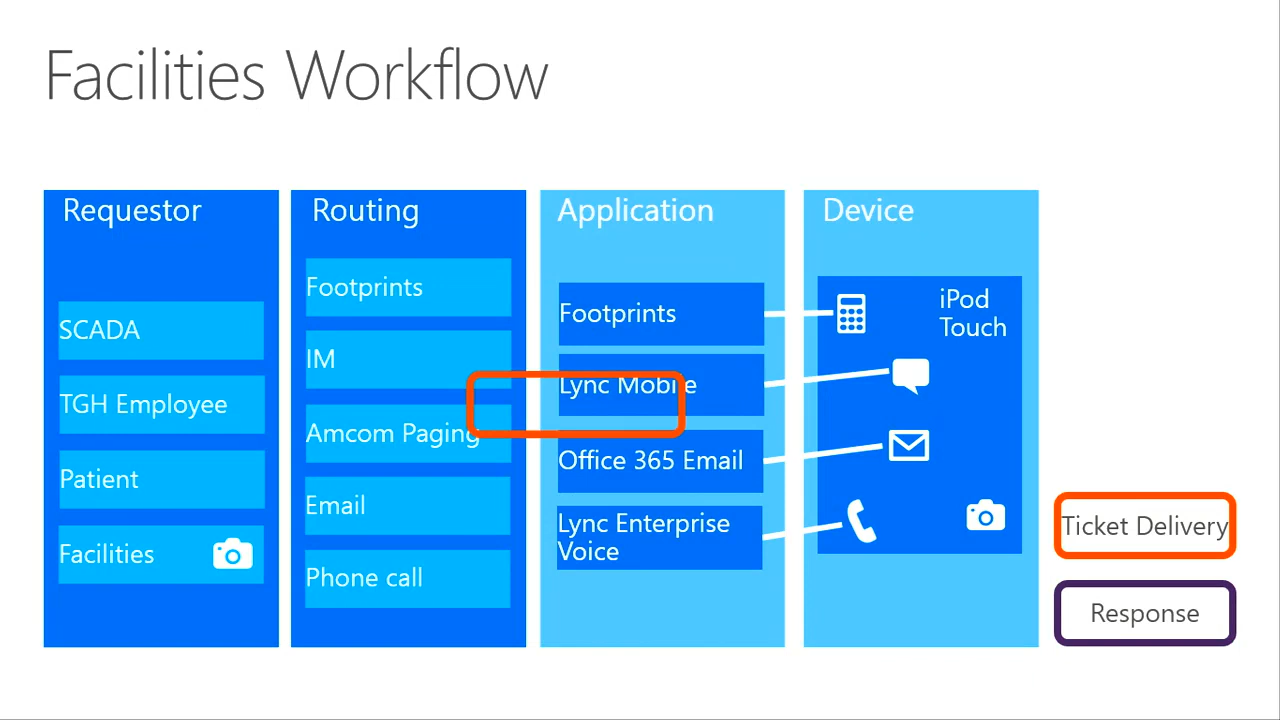 Facilities Workflow
Requestor
SCADA
TGH Employee
Patient
Facilities
Routing
Footprints
IM
Amcom Paging
Email
Phone call
Application
Footprints
Lync Mobile
Office 365 Email
Lync Enterprise
Voice
Device
iPod
Touch
Ticket Delivery
Response